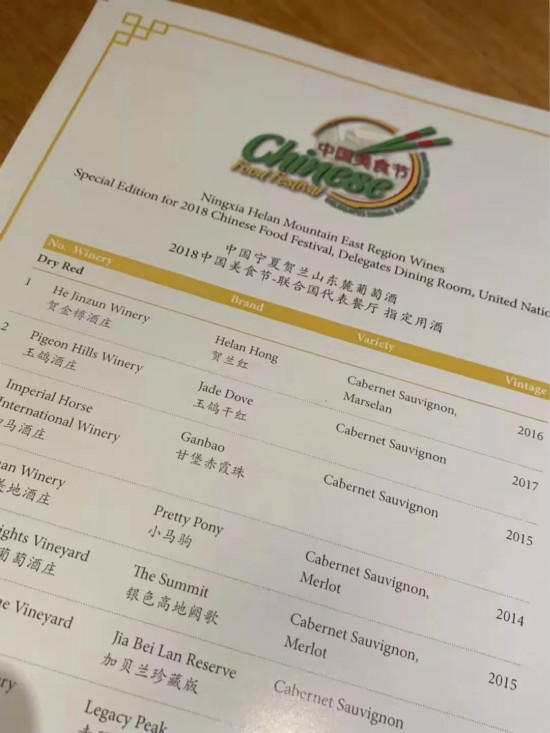 中国美食节
Chinese
Food Festival
DELEGATES DINING ROOM
Ningxia Helan Mountain East Region Wines
Special Edition for 2018 Chinese Food Festival, Delegates Dining Room, United Natio
中国宁夏贺兰山东麓葡萄酒
2018中国美食节-联合国代表餐厅 指定用酒
No. Winery Brand Variety Vintage
Dry Red
1 He Jinzun Winery Helan Hong Cabernet Sauvignon, 2016
贺金樽酒庄 贺兰红 Marselan
2 Pigeon Hills Winery Jade Dove Cabernet Sauvignon 2017
玉鸽酒庄 玉鸽干红
Imperial Horse Ganbao Cabernet Sauvignon 2015
International Winery 甘堡赤霞珠
马酒庄
an Winery Pretty Pony Cabernet Sauvignon, 2014
地酒庄 小马驹 Merlot
ights Vineyard The Summit Cabernet Sauvignon, 2015
葡萄酒庄 银色高地阙歌 Merlot
e Vineyard Jia Bei Lan Reserve Cabernet Sauvignon
加贝兰珍藏版
ery Legacy Peak